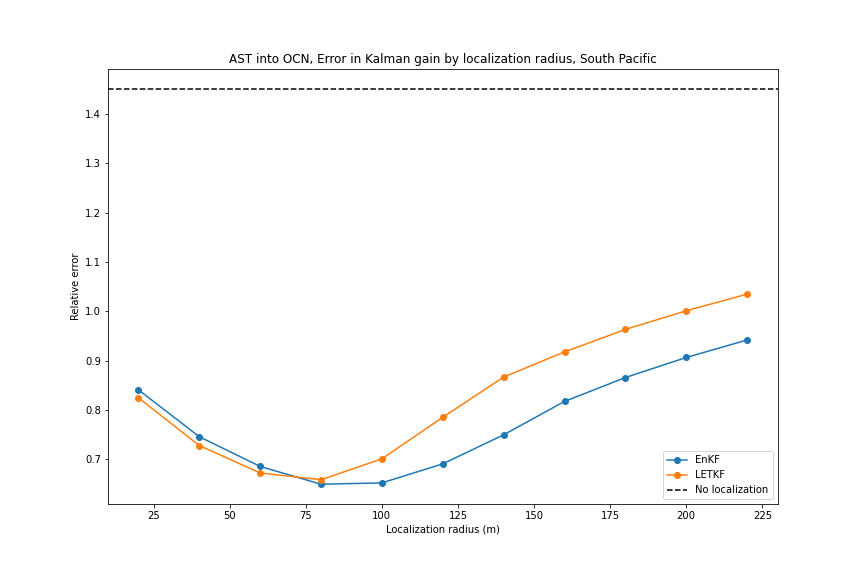 AST into OCN, Error in Kalman gain by localization radius, South Pacific
1.4
1.3
1.2
1.1
1.0
0.9
0.8
0.7
Relative error
25
50
75
100
125
150
175
200
225
Localization radius (m)
EnKF
LETKF
No localization